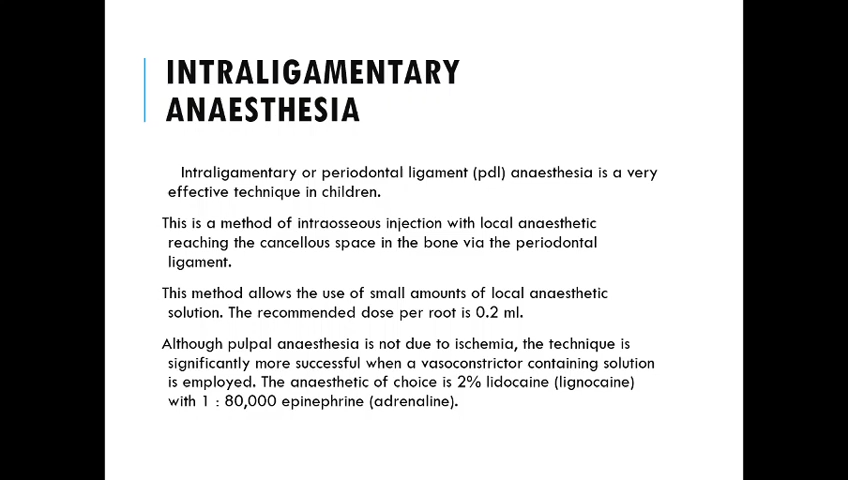 INTRALIGAMENTARY
ANAESTHESIA
Intraligamentary or periodontal ligament (pdl) anaesthesia is a very
effective technique in children.
This is a method of intraosseous injection with local anaesthetic
reaching the cancellous space in the bone via the periodontal
ligament.
This method allows the use of small amounts of local anaesthetic
solution. The recommended dose per root is 0.2 ml.
Although pulpal anaesthesia is not due to ischemia, the technique is
significantly more successful when a vasoconstrictor containing solution
is employed. The anaesthetic of choice is 2% lidocaine (lignocaine)
with 1 : 80,000 epinephrine (adrenaline).